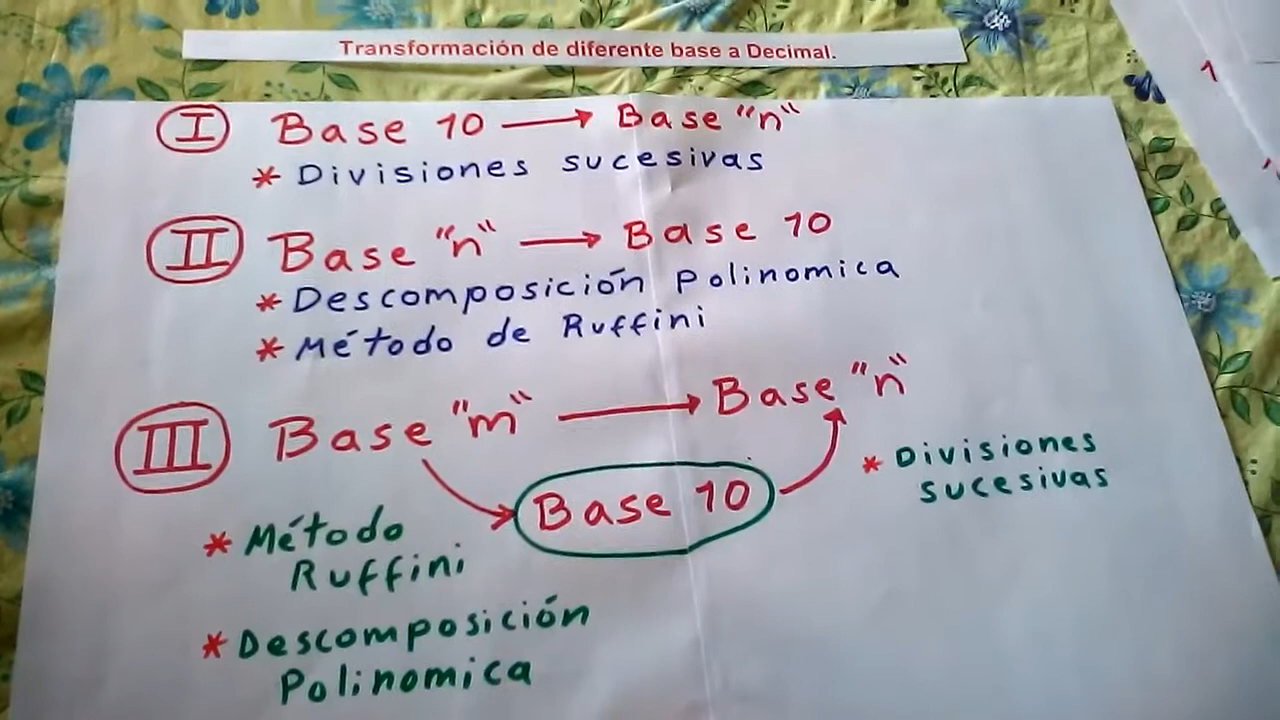 Transformación de diferente base a Decimal.
I Base 10 → Base "n"
* Divisiones sucesivas
II Base "n" → Base 10
* Descomposición Polinomica
* Método de Ruffini
III Base "m" → Base "n"
Base 10
* Divisiones
sucesivas
* Método
Ruffini
* Descomposición
Polinomica
1